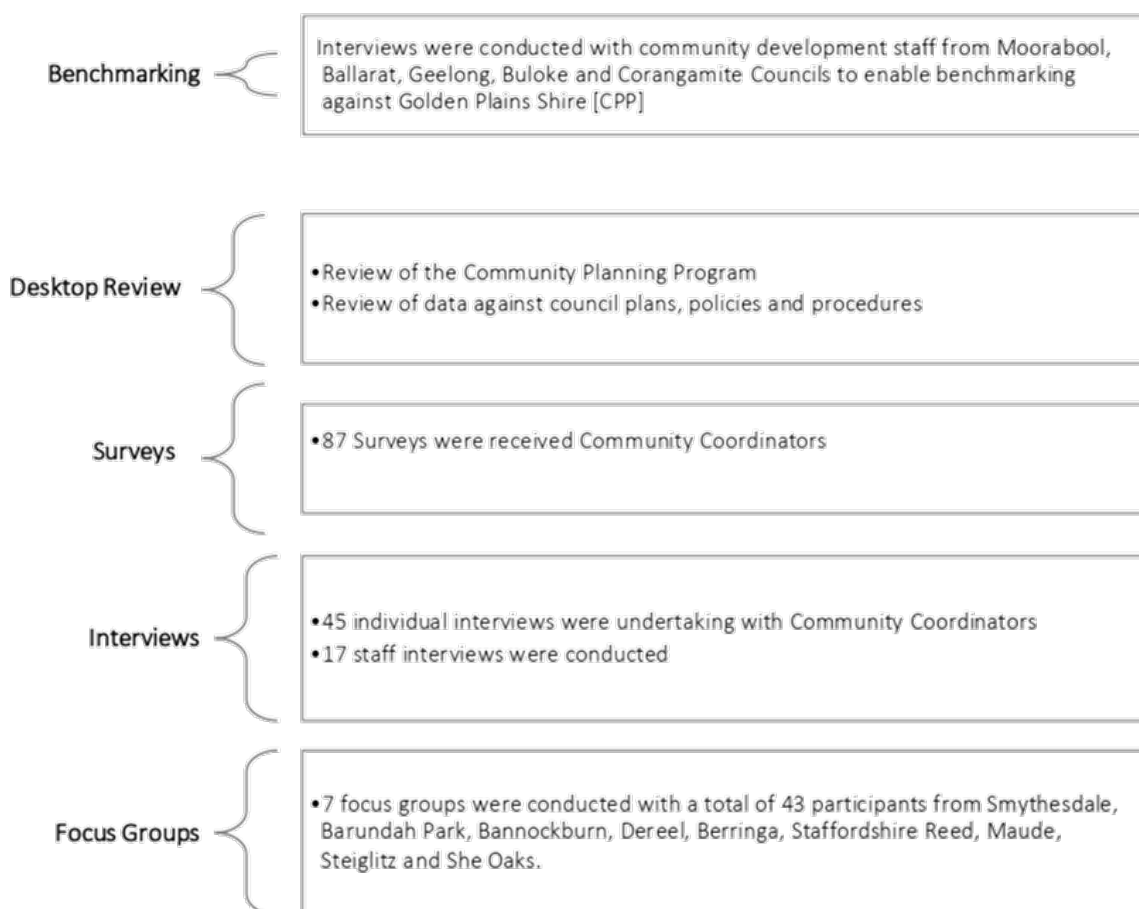 Benchmarking
Interviews were conducted with community development staff from Moorabool,
Ballarat, Geelong, Buloke and Corangamite Councils to enable benchmarking
against Golden Plains Shire [CPP]
Desktop Review
•Review of the Community Planning Program
•Review of data against council plans, policies and procedures
Surveys
•87 Surveys were received Community Coordinators
Interviews
•45 individual interviews were undertaking with Community Coordinators
•17 staff interviews were conducted
Focus Groups
•7 focus groups were conducted with a total of 43 participants from Smythesdale,
Barundah Park, Bannockburn, Dereel, Berringa, Staffordshire Reed, Maude,
Steiglitz and She Oaks.